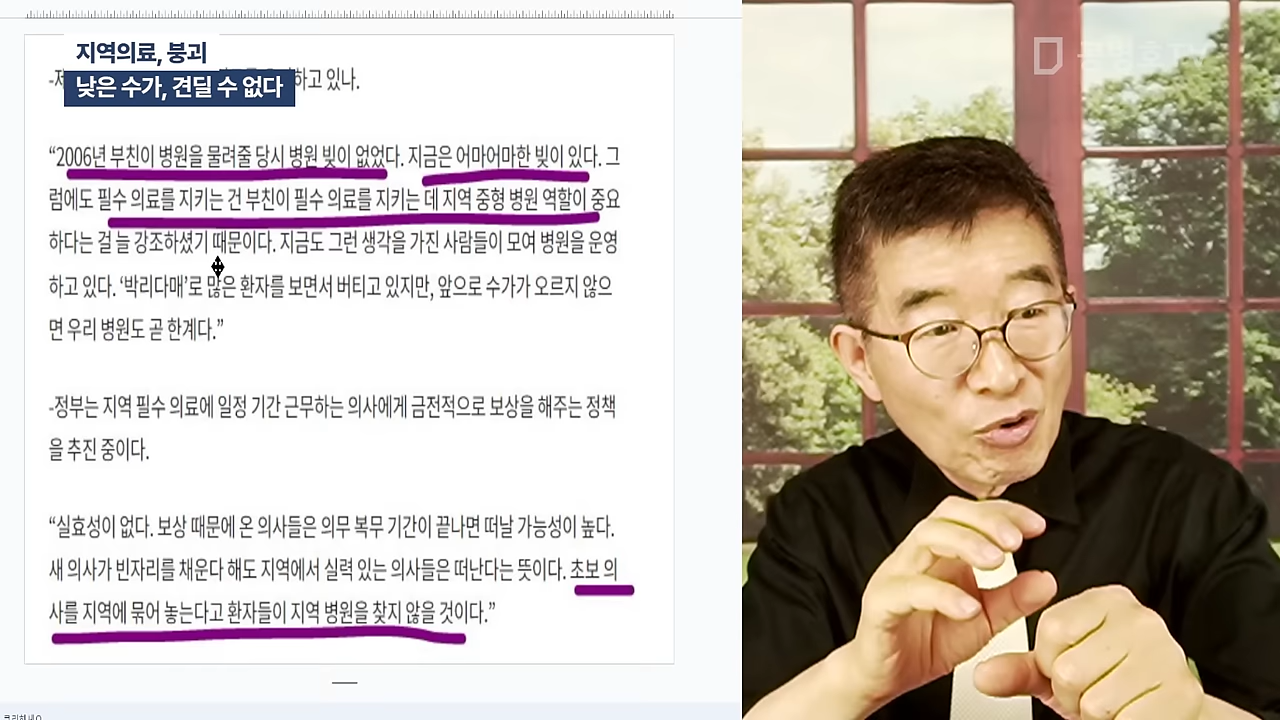 지역의료, 붕괴
낮은 수가, 견딜 수 없다
하고 있나.
“2006년 부친이 병원을 물려줄 당시 병원 빚이 없었다. 지금은 어마어마한 빚이 있다. 그
럼에도 필수 의료를 지키는 건 부친이 필수 의료를 지키는 데 지역 중형 병원 역할이 중요
하다는 걸 늘 강조하셨기 때문이다. 지금도 그런 생각을 가진 사람들이 모여 병원을 운영
하고 있다. ‘박리다매’로 많은 환자를 보면서 버티고 있지만, 앞으로 수가가 오르지 않으
면 우리 병원도 곧 한계다.”
-정부는 지역 필수 의료에 일정 기간 근무하는 의사에게 금전적으로 보상을 해주는 정책
을 추진 중이다.
“실효성이 없다. 보상 때문에 온 의사들은 의무 복무 기간이 끝나면 떠날 가능성이 높다.
새 의사가 빈자리를 채운다 해도 지역에서 실력 있는 의사들은 떠난다는 뜻이다. 초보 의
사를 지역에 묶어 놓는다고 환자들이 지역 병원을 찾지 않을 것이다.”